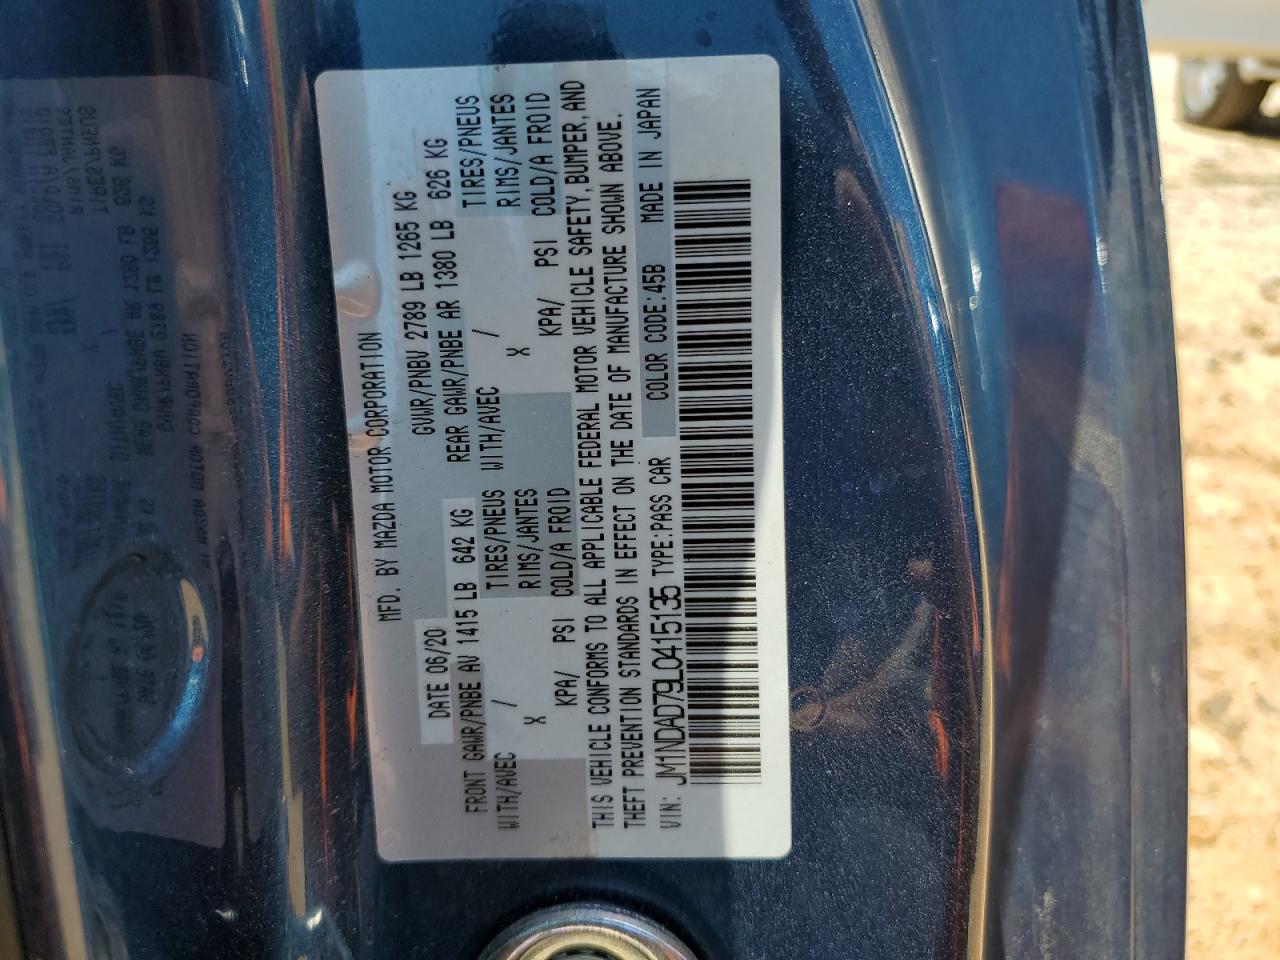 MFD. BY MAZDA MOTOR CORPORATION
DATE 06/20 GVWR/PNBV 2789 LB 1265 KG
FRONT GAWR/PNBE AV 1415 LB 642 KG REAR GAWR/PNBE AR 1380 LB 626 KG
WITH/AVEC / TIRES/PNEUS WITH/AVEC / TIRES/PNEUS
X RIMS/JANTES X RIMS/JANTES
KPA/ PSI COLD/A FROID KPA/ PSI COLD/A FROID
THIS VEHICLE CONFORMS TO ALL APPLICABLE FEDERAL MOTOR VEHICLE SAFETY, BUMPER, AND
THEFT PREVENTION STANDARDS IN EFFECT ON THE DATE OF MANUFACTURE SHOWN ABOVE.
VIN: JM1NDAD79L0415135 TYPE:PASS CAR COLOR CODE:45B MADE IN JAPAN